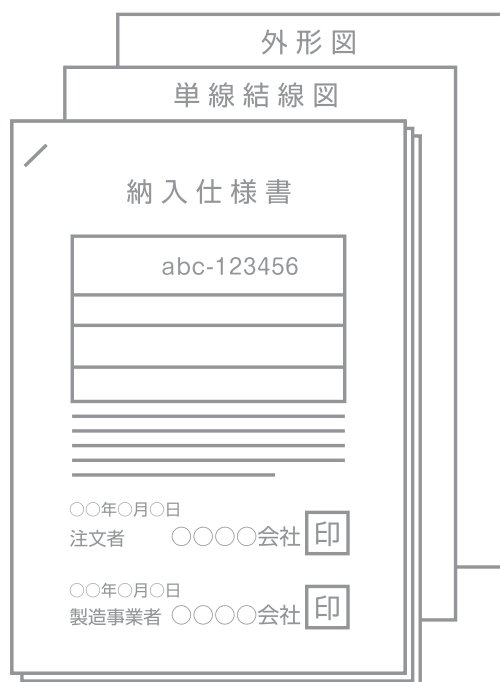 外形図
単線結線図
納入仕様書
abc-123456
○○年○月○日
注文者 ○○○○会社 印
○○年○月○日
製造事業者 ○○○○会社 印